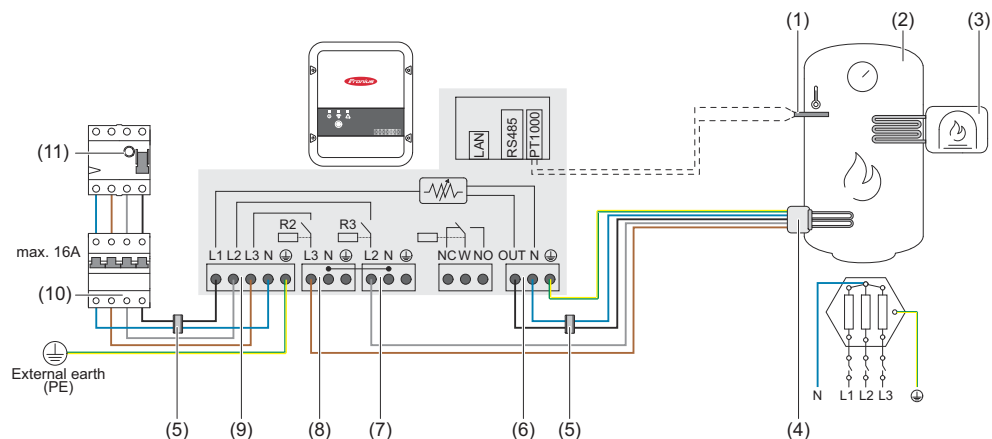 (1)
(2)
(3)
Fronius
LAN
RS485
PT1000
(11)
max. 16A
(10)
R2
R3
L1 L2 L3 N
L3 N
L2 N
NC W NO
OUT N
External earth
(PE)
(5)
(9)
(8)
(7)
(6)
(5)
(4)
N L1 L2 L3